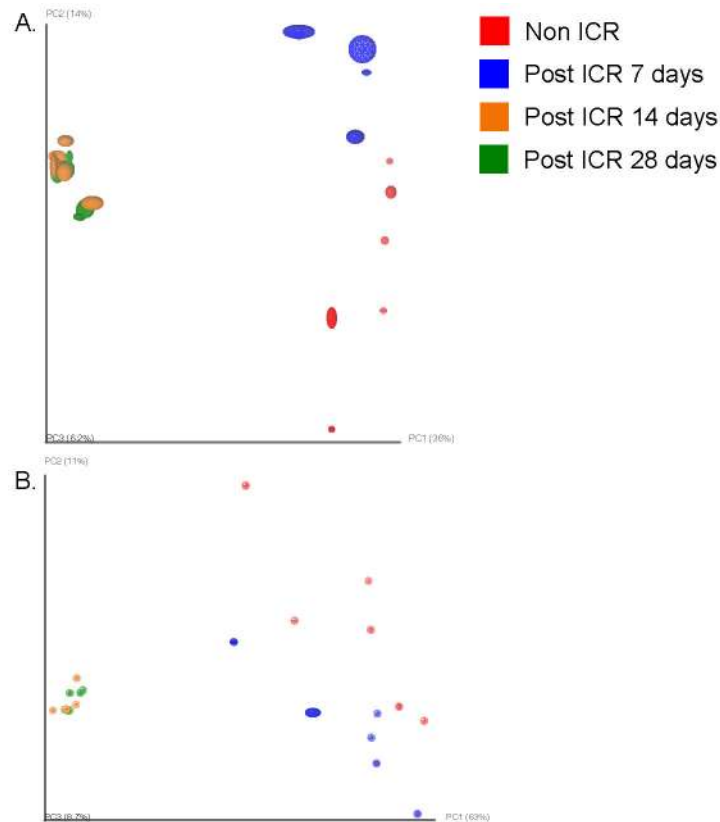 A.
PC2 (14%)
Non ICR
Post ICR 7 days
Post ICR 14 days
Post ICR 28 days
PC3 (6.2%)
PC1 (36%)
PC2 (11%)
B.
PC3 (8.7%)
PC1 (63%)